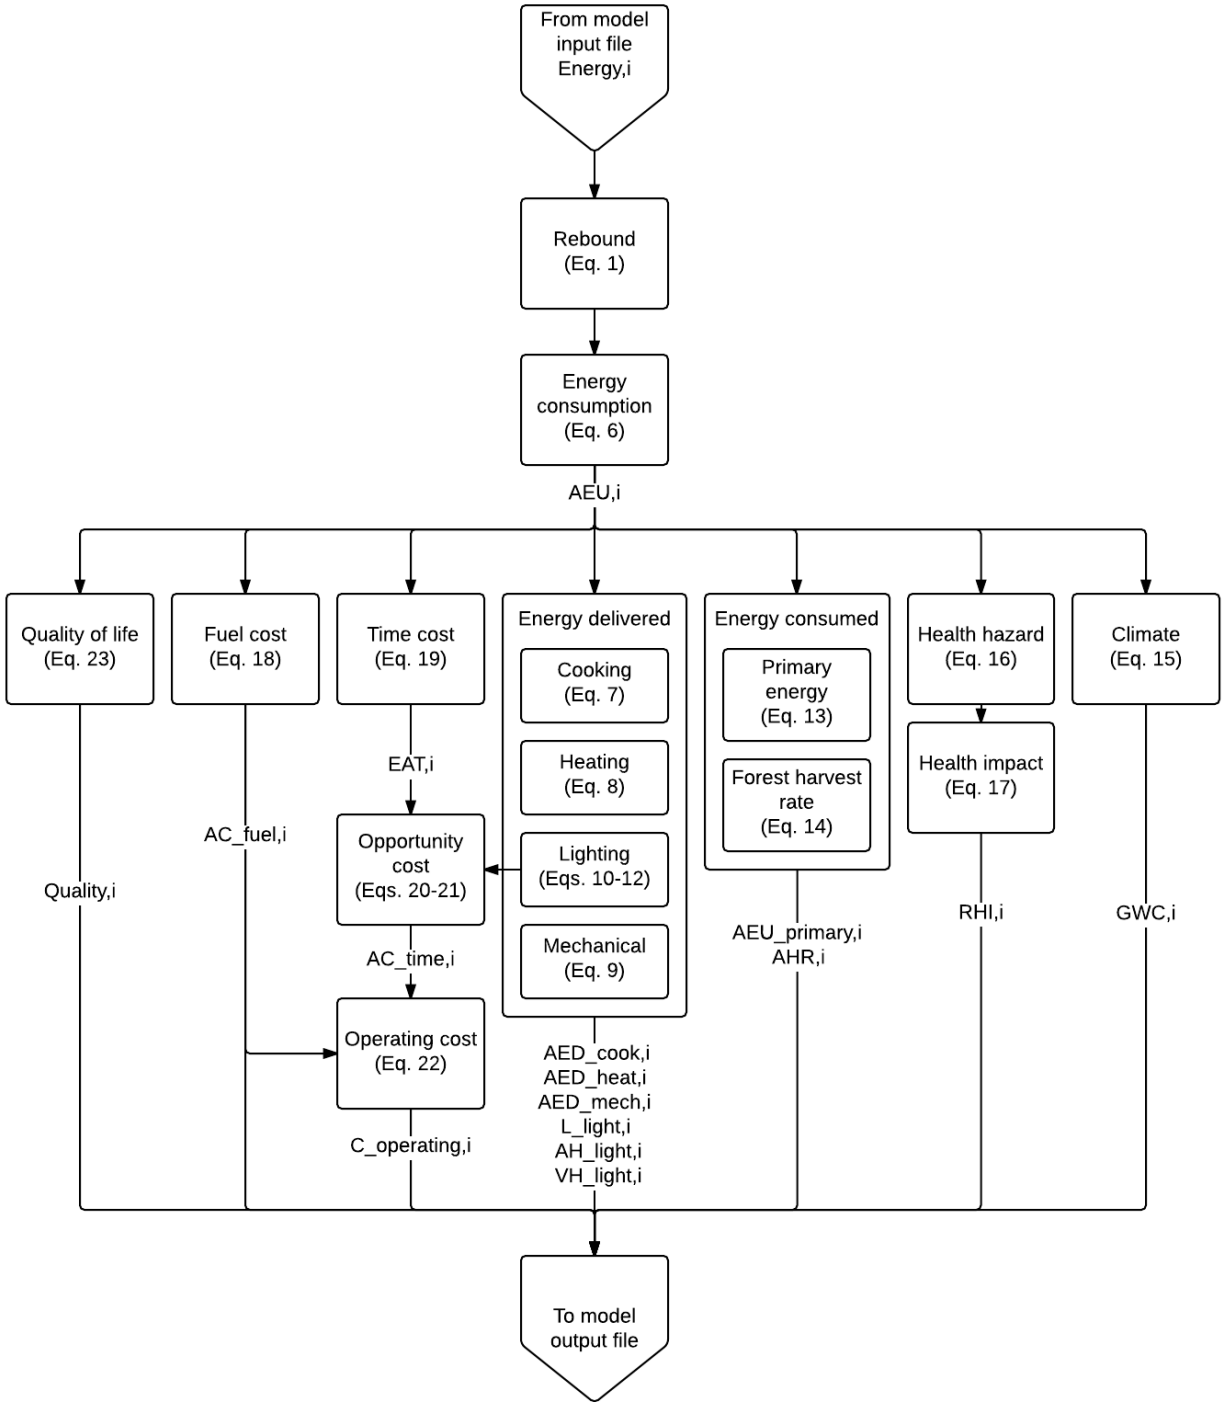 From model
input file
Energy,i
Rebound
(Eq. 1)
Energy
consumption
(Eq. 6)
AEU,i
Quality of life
(Eq. 23)
Quality,i
Fuel cost
(Eq. 18)
AC_fuel,i
Time cost
(Eq. 19)
EAT,i
Opportunity
cost
(Eqs. 20-21)
AC_time,i
Operating cost
(Eq. 22)
C_operating,i
Energy delivered
Cooking
(Eq. 7)
Heating
(Eq. 8)
Lighting
(Eqs. 10-12)
Mechanical
(Eq. 9)
AED_cook,i
AED_heat,i
AED_mech,i
L_light,i
AH_light,i
VH_light,i
Energy consumed
Primary
energy
(Eq. 13)
Forest harvest
rate
(Eq. 14)
AEU_primary,i
AHR,i
Health hazard
(Eq. 16)
Health impact
(Eq. 17)
RHI,i
Climate
(Eq. 15)
GWC,i
To model
output file